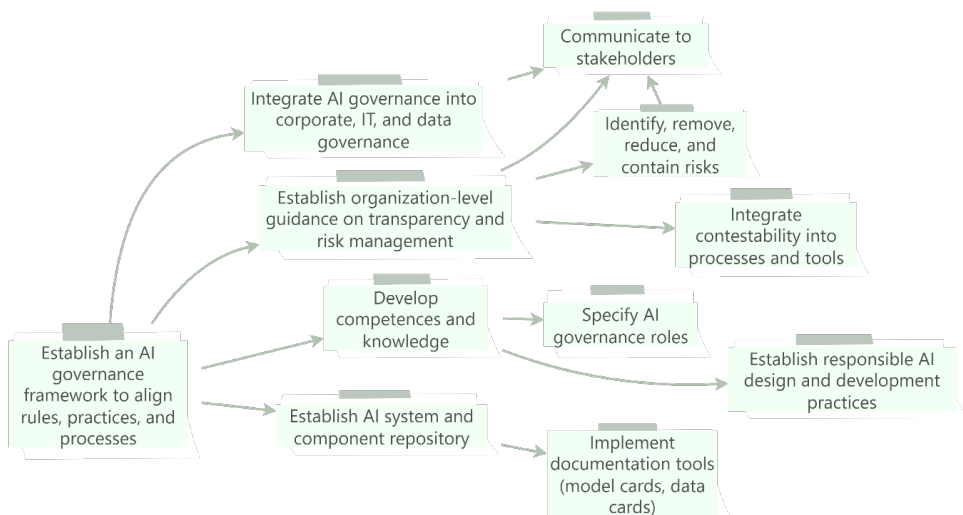 Communicate to
stakeholders
Integrate AI governance into
corporate, IT, and data
governance
Identify, remove,
reduce, and
contain risks
Establish organization-level
guidance on transparency and
risk management
Integrate
contestability into
processes and tools
Develop
competences and
knowledge
Specify AI
governance roles
Establish an AI
governance
framework to align
rules, practices, and
processes
Establish responsible AI
design and development
practices
Establish AI system and
component repository
Implement
documentation tools
(model cards, data
cards)